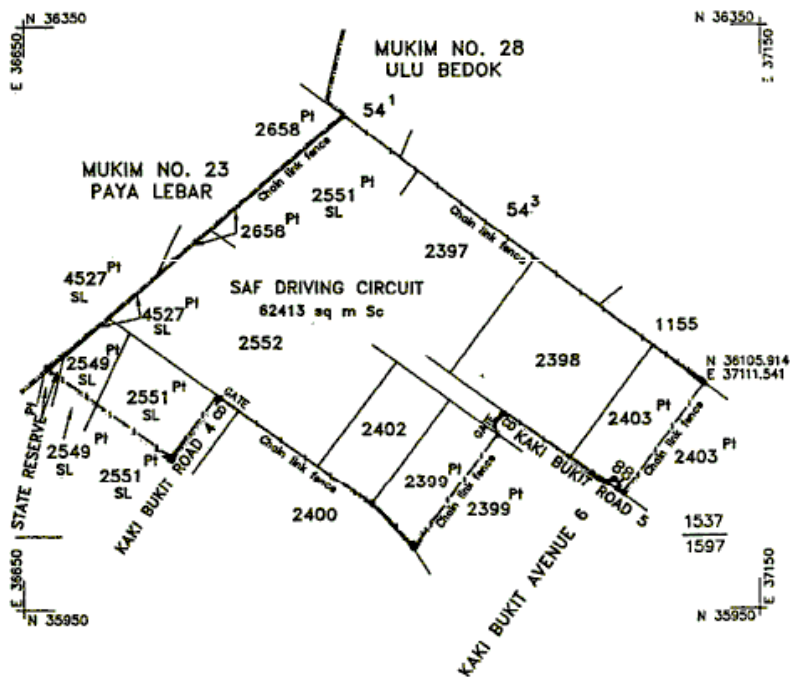 N 36350
E 36650
N 36350
E 37150
MUKIM NO. 28
ULU BEDOK
54¹
2658 Pt
Chain link fence
MUKIM NO. 23
PAYA LEBAR
2551 Pt
SL
54³
Chain link fence
2658 Pt
2397
4527 Pt
SL
SAF DRIVING CIRCUIT
62413 sq m Sc
4527 Pt
SL
2552
1155
2549 Pt
SL
2398
N 36105.914
E 37111.541
2551 Pt
SL
GATE
CD
2403 Pt
Pt
2549 Pt
SL
2402
GATE
CD
KAKI BUKIT ROAD 5
Chain link fence
2403 Pt
STATE RESERVE
2551 Pt
SL
KAKI BUKIT ROAD 4
Chain link fence
2399 Pt
Chain link fence
2399 Pt
88
2400
KAKI BUKIT AVENUE 6
1537
1597
E 36650
N 35950
E 37150
N 35950